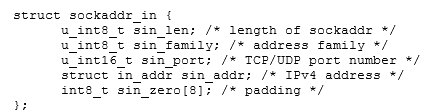 struct sockaddr_in {
u_int8_t sin_len; /* length of sockaddr */
u_int8_t sin_family; /* address family */
u_int16_t sin_port; /* TCP/UDP port number */
struct in_addr sin_addr; /* IPv4 address */
int8_t sin_zero[8]; /* padding */
};